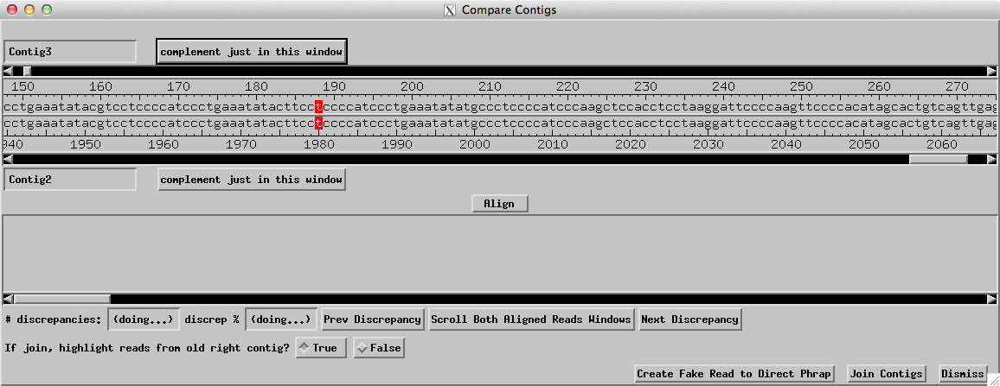 Compare Contigs
Contig3 complement just in this window
150 160 170 180 190 200 210 220 230 240 250 260 270
cctgaaatatacgtcctccccatccctgaaatatacttcctccccatccctgaaatatatgccctccccatcccaagctccacctcctaaggattccccaagttccccacatagcactgtcagttgag
cctgaaatatacgtcctccccatccctgaaatatacttcctccccatccctgaaatatatgccctccccatcccaagctccacctcctaaggattccccaagttccccacatagcactgtcagttgag
940 1950 1960 1970 1980 1990 2000 2010 2020 2030 2040 2050 2060
Contig2 complement just in this window
Align
# discrepancies: (doing...) discrep % (doing...) Prev Discrepancy Scroll Both Aligned Reads Windows Next Discrepancy
If join, highlight reads from old right contig? True False
Create Fake Read to Direct Phrap Join Contigs Dismiss